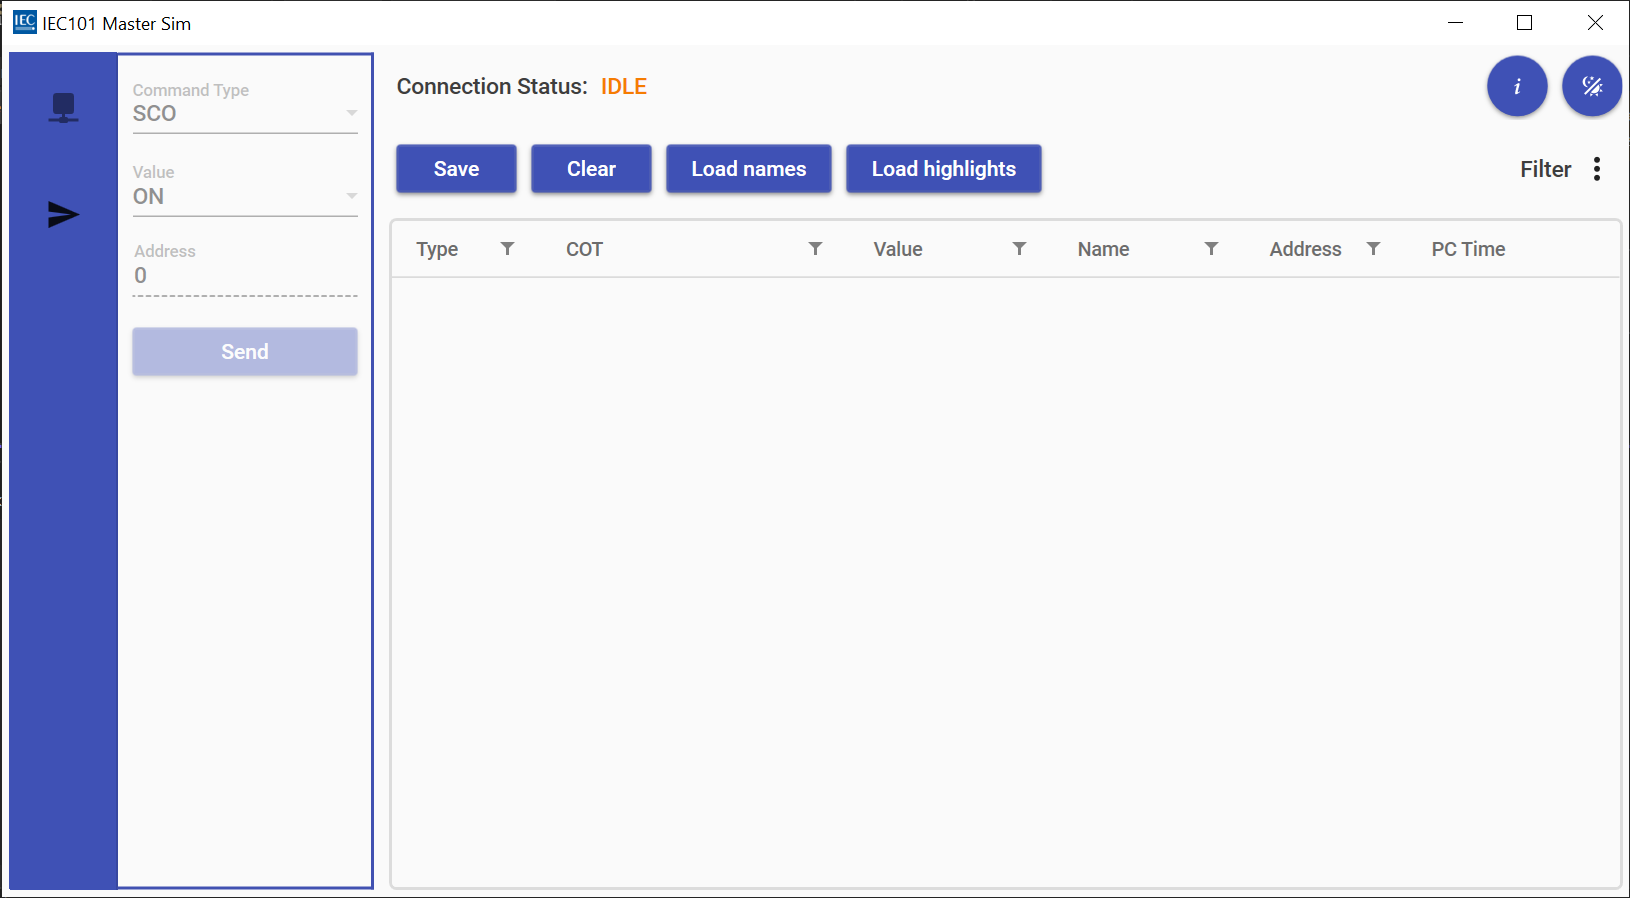 IEC IEC101 Master Sim
Command Type
SCO
Value
ON
Address
0
Send
Connection Status: IDLE
i
Save Clear Load names Load highlights Filter
Type COT Value Name Address PC Time